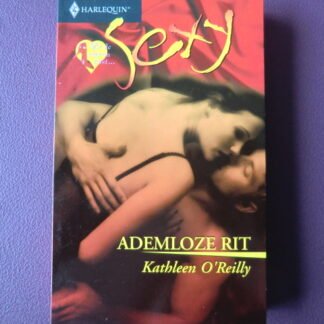 HARLEQUIN®
Sexy
ADEMLOZE RIT
Kathleen O'Reilly